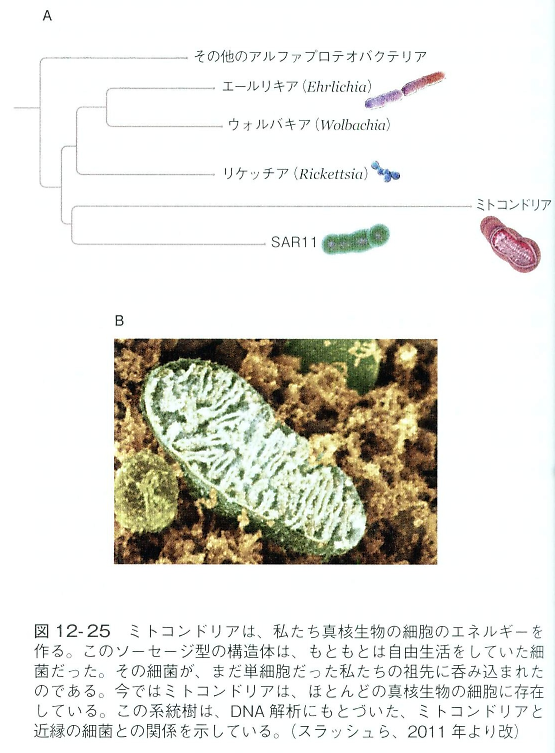 A
その他のアルファプロテオバクテリア
エールリキア(Ehrlichia)
ウォルバキア(Wolbachia)
リケッチア(Rickettsia)
ミトコンドリア
SAR11
B
図 12-25 ミトコンドリアは、私たち真核生物の細胞のエネルギーを
作る。このソーセージ型の構造体は、もともとは自由生活をしていた細
菌だった。その細菌が、まだ単細胞だった私たちの祖先に呑み込まれた
のである。今ではミトコンドリアは、ほとんどの真核生物の細胞に存在
している。この系統樹は、DNA 解析にもとづいた、ミトコンドリアと
近縁の細菌との関係を示している。(スラッシュら、2011 年より改)